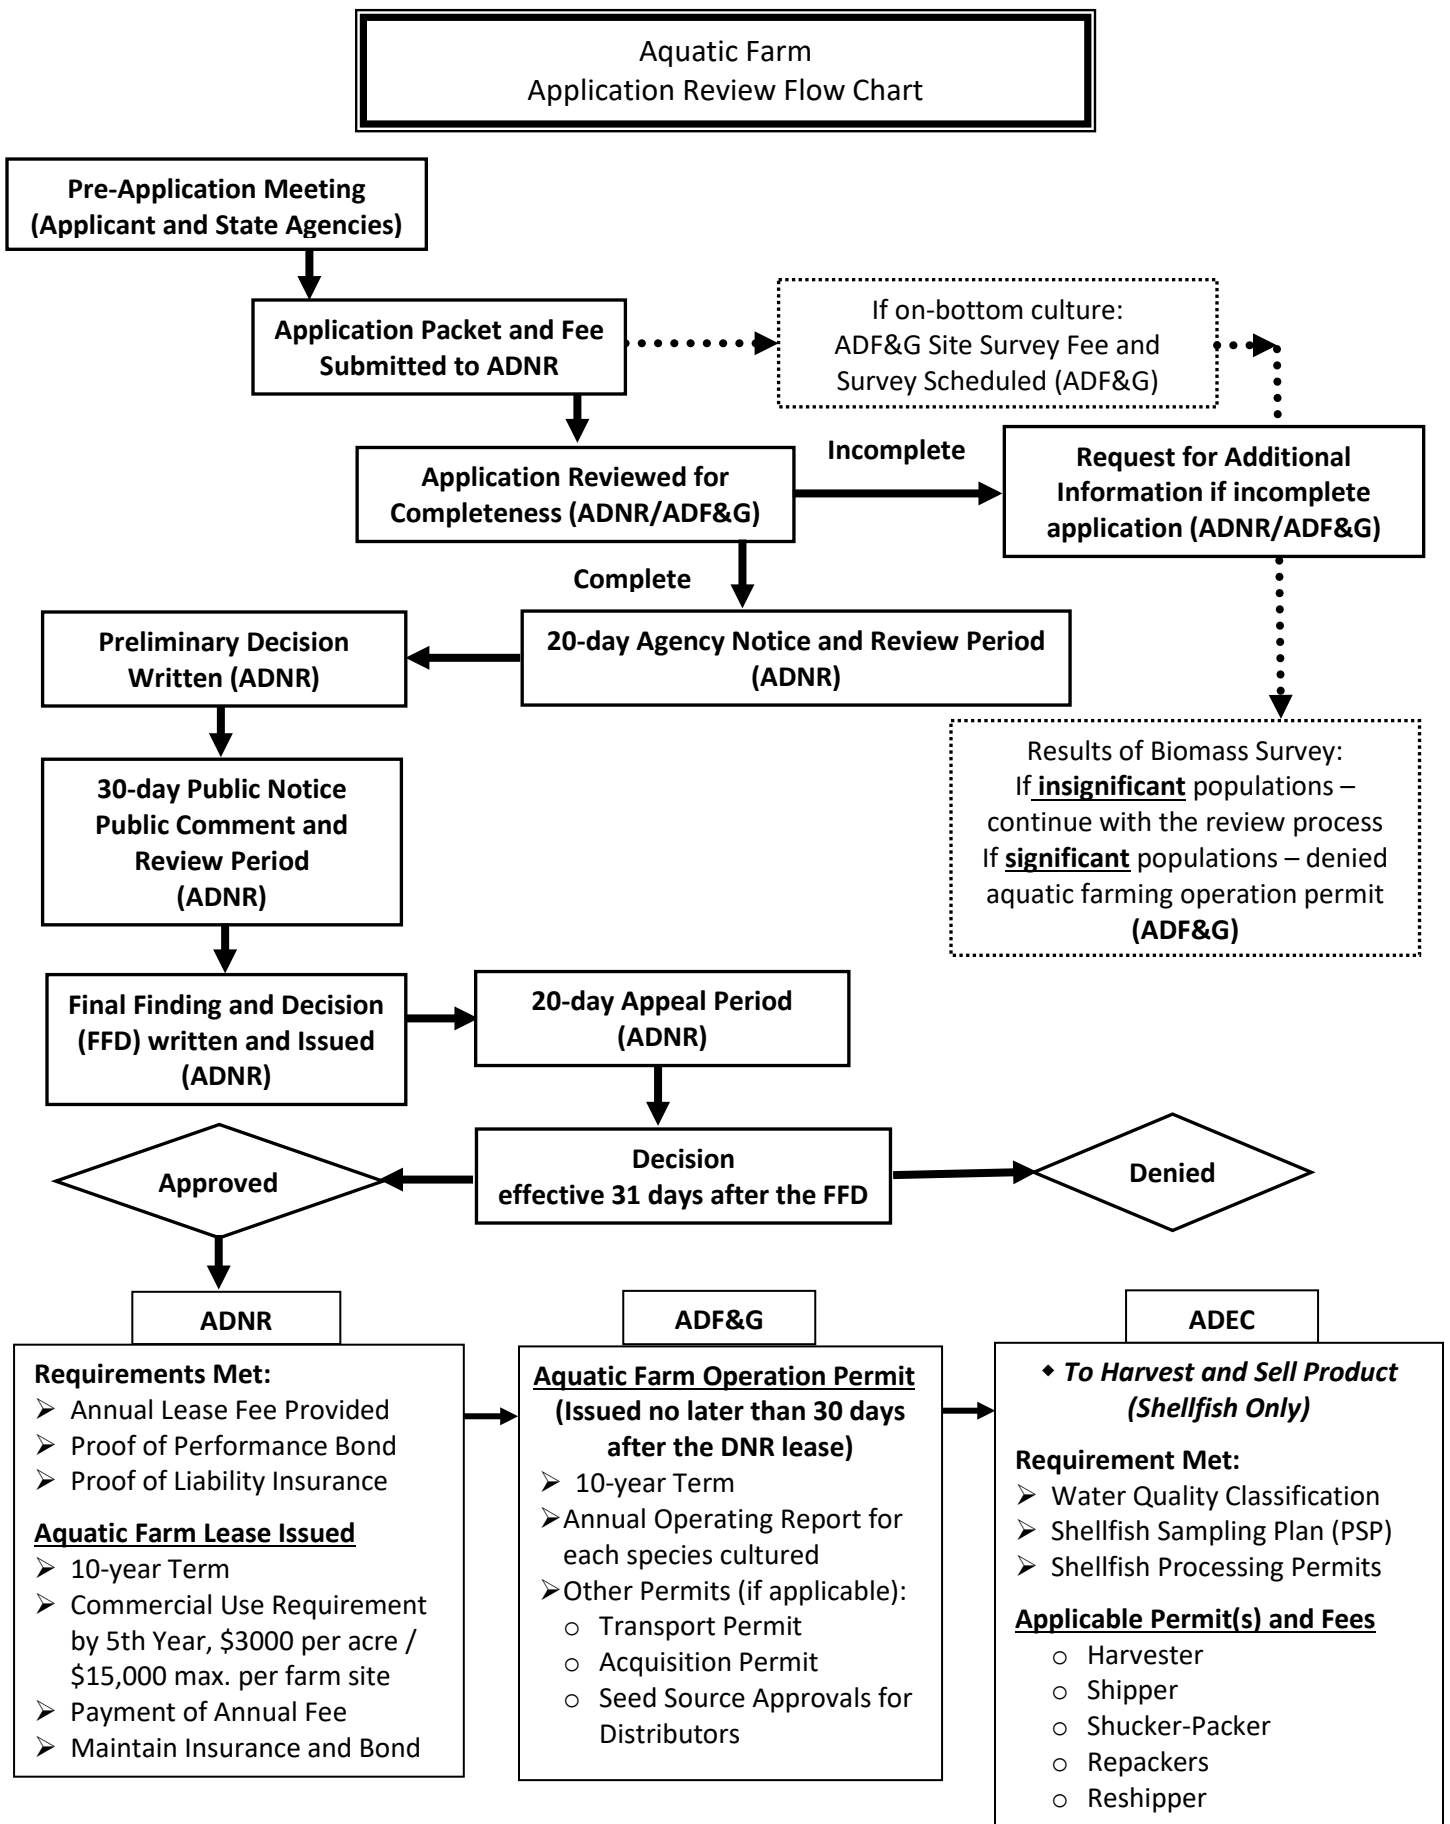 Aquatic Farm
Application Review Flow Chart
Pre-Application Meeting
(Applicant and State Agencies)
Application Packet and Fee
Submitted to ADNR
If on-bottom culture:
ADF&G Site Survey Fee and
Survey Scheduled (ADF&G)
Application Reviewed for
Completeness (ADNR/ADF&G)
Incomplete
Request for Additional
Information if incomplete
application (ADNR/ADF&G)
Complete
20-day Agency Notice and Review Period
(ADNR)
Preliminary Decision
Written (ADNR)
Results of Biomass Survey:
If insignificant populations –
continue with the review process
If significant populations – denied
aquatic farming operation permit
(ADF&G)
30-day Public Notice
Public Comment and
Review Period
(ADNR)
Final Finding and Decision
(FFD) written and Issued
(ADNR)
20-day Appeal Period
(ADNR)
Decision
effective 31 days after the FFD
Approved
Denied
ADNR
Requirements Met:
➢ Annual Lease Fee Provided
➢ Proof of Performance Bond
➢ Proof of Liability Insurance
Aquatic Farm Lease Issued
➢ 10-year Term
➢ Commercial Use Requirement
by 5th Year, $3000 per acre /
$15,000 max. per farm site
➢ Payment of Annual Fee
➢ Maintain Insurance and Bond
ADF&G
Aquatic Farm Operation Permit
(Issued no later than 30 days
after the DNR lease)
➢ 10-year Term
➢ Annual Operating Report for
each species cultured
➢ Other Permits (if applicable):
o Transport Permit
o Acquisition Permit
o Seed Source Approvals for
Distributors
ADEC
◆ To Harvest and Sell Product
(Shellfish Only)
Requirement Met:
➢ Water Quality Classification
➢ Shellfish Sampling Plan (PSP)
➢ Shellfish Processing Permits
Applicable Permit(s) and Fees
o Harvester
o Shipper
o Shucker-Packer
o Repackers
o Reshipper